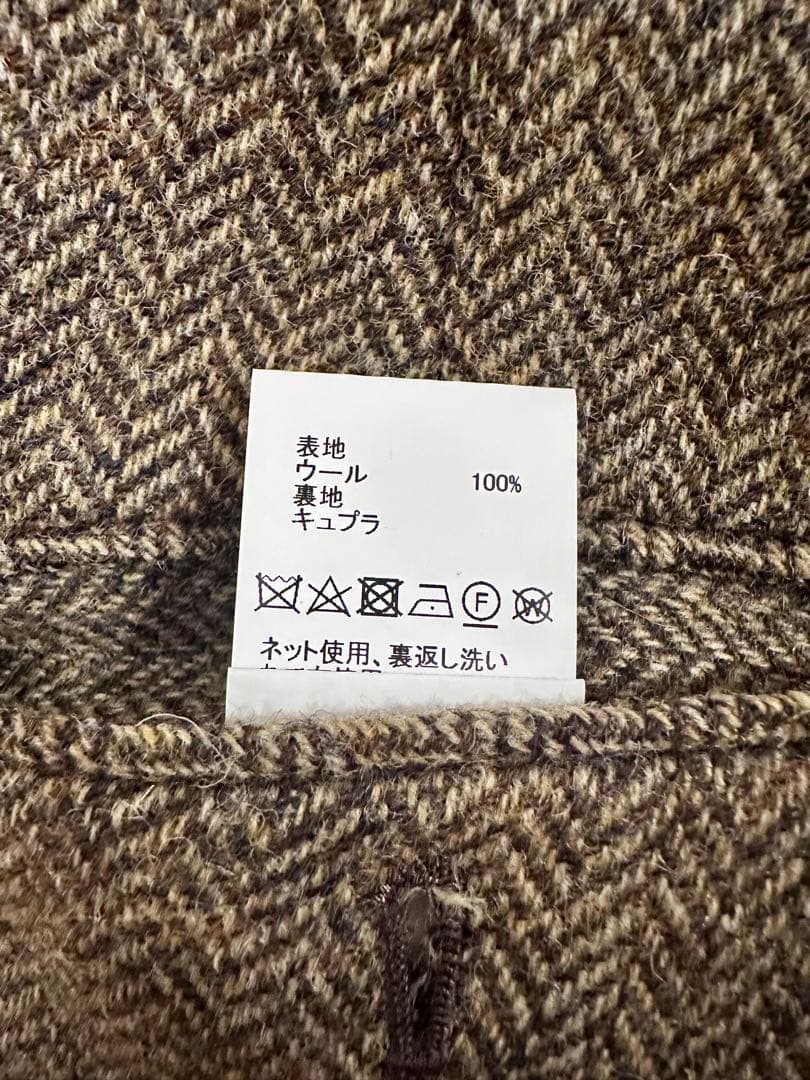 表地
ウール 100%
裏地
キュプラ
F
W
ネット使用、裏返し洗い